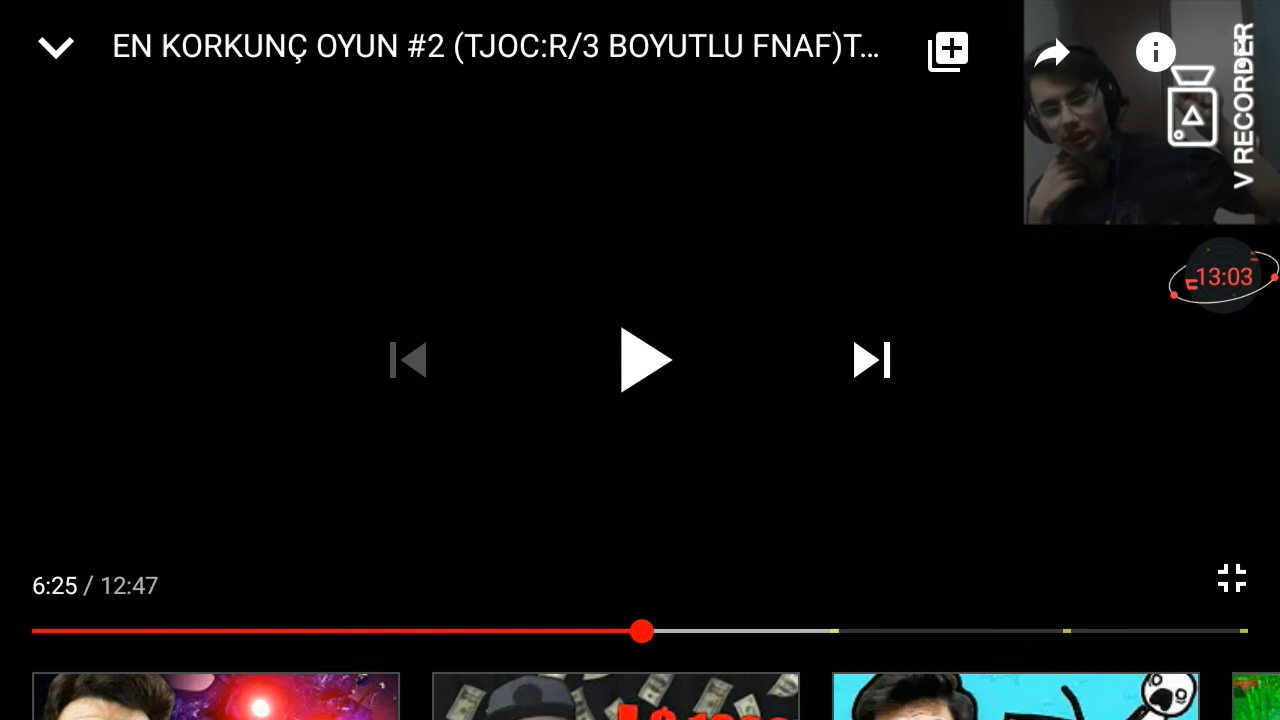 EN KORKUNÇ OYUN #2 (TJOC:R/3 BOYUTLU FNAF)T...
V RECORDER
13:03
6:25 / 12:47